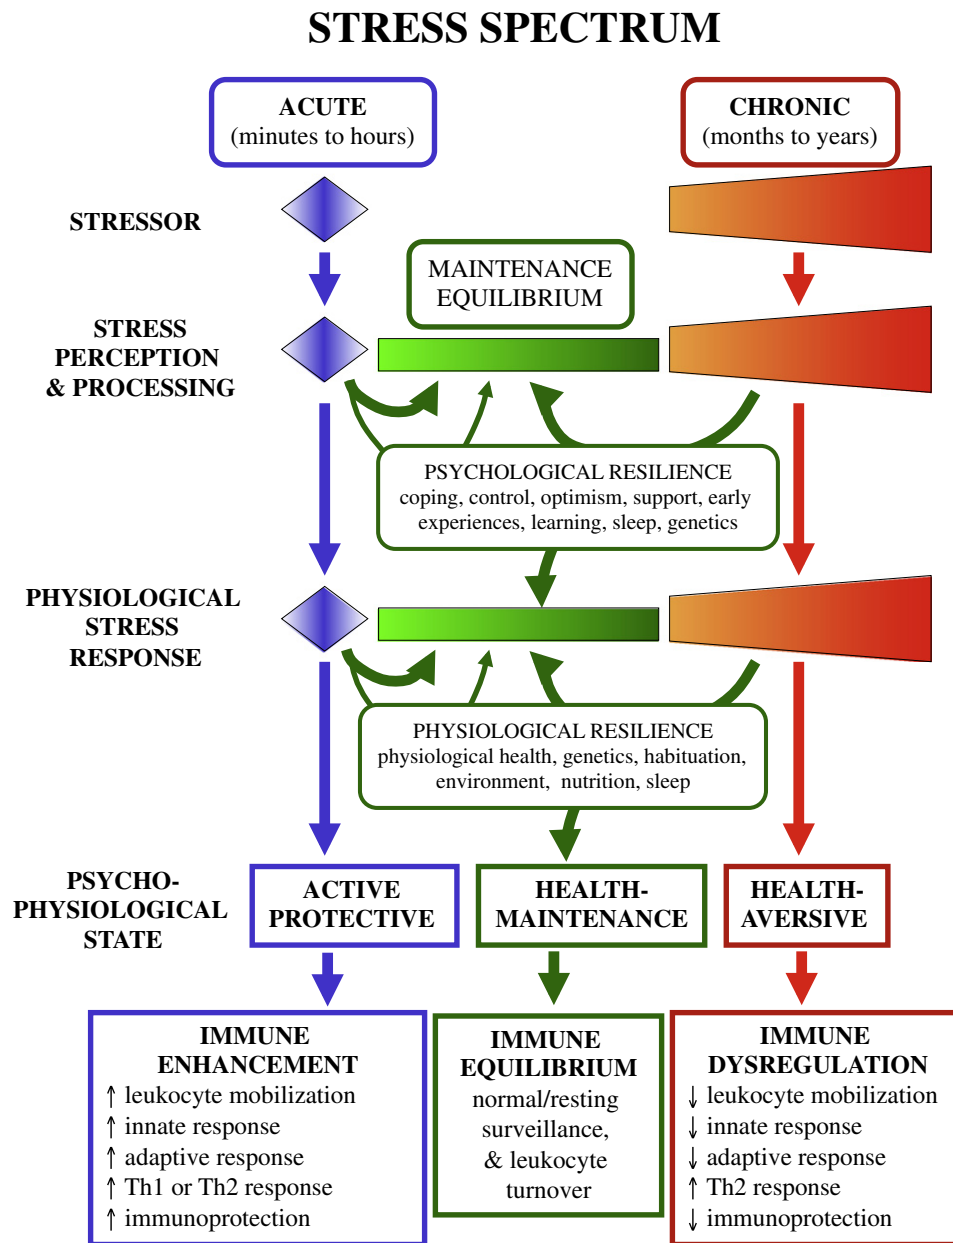 STRESS SPECTRUM
ACUTE
(minutes to hours)
CHRONIC
(months to years)
STRESSOR
MAINTENANCE
EQUILIBRIUM
STRESS
PERCEPTION
& PROCESSING
PSYCHOLOGICAL RESILIENCE
coping, control, optimism, support, early
experiences, learning, sleep, genetics
PHYSIOLOGICAL
STRESS
RESPONSE
PHYSIOLOGICAL RESILIENCE
physiological health, genetics, habituation,
environment, nutrition, sleep
PSYCHO-
PHYSIOLOGICAL
STATE
ACTIVE
PROTECTIVE
HEALTH-
MAINTENANCE
HEALTH-
AVERSIVE
IMMUNE
ENHANCEMENT
↑ leukocyte mobilization
↑ innate response
↑ adaptive response
↑ Th1 or Th2 response
↑ immunoprotection
IMMUNE
EQUILIBRIUM
normal/resting
surveillance,
& leukocyte
turnover
IMMUNE
DYSREGULATION
↓ leukocyte mobilization
↓ innate response
↓ adaptive response
↑ Th2 response
↓ immunoprotection